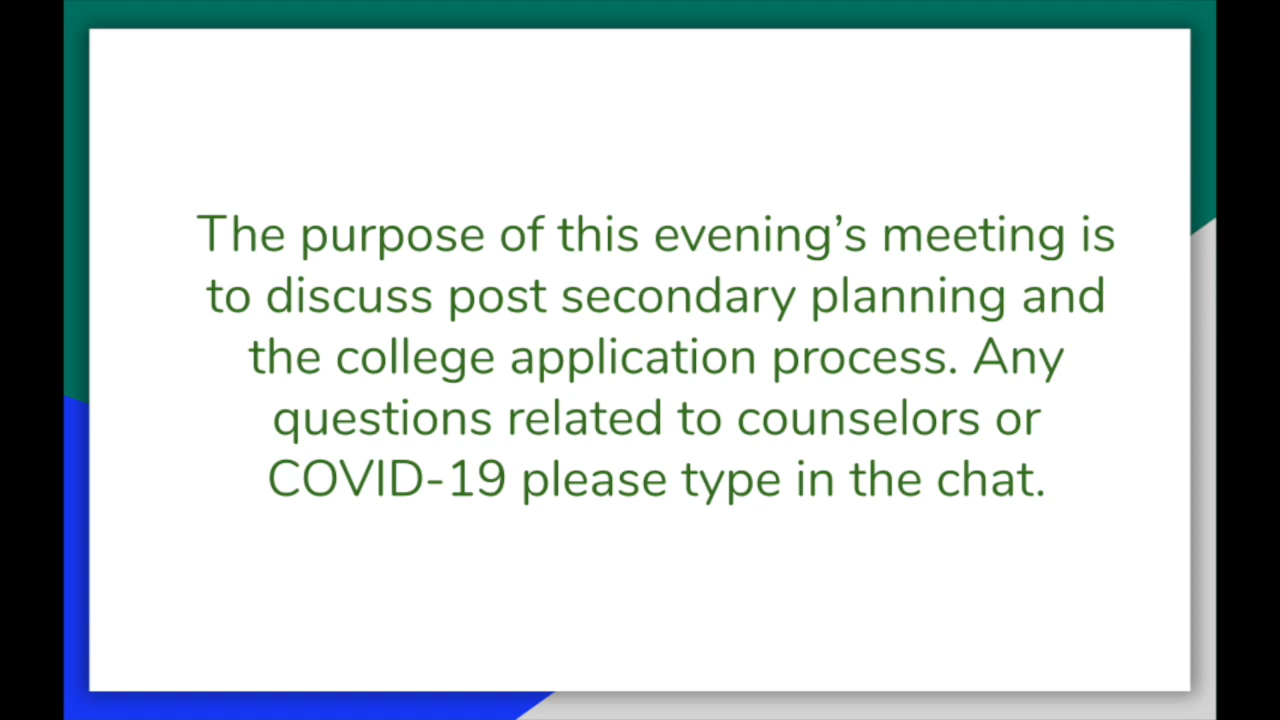 The purpose of this evening’s meeting is
to discuss post secondary planning and
the college application process. Any
questions related to counselors or
COVID-19 please type in the chat.